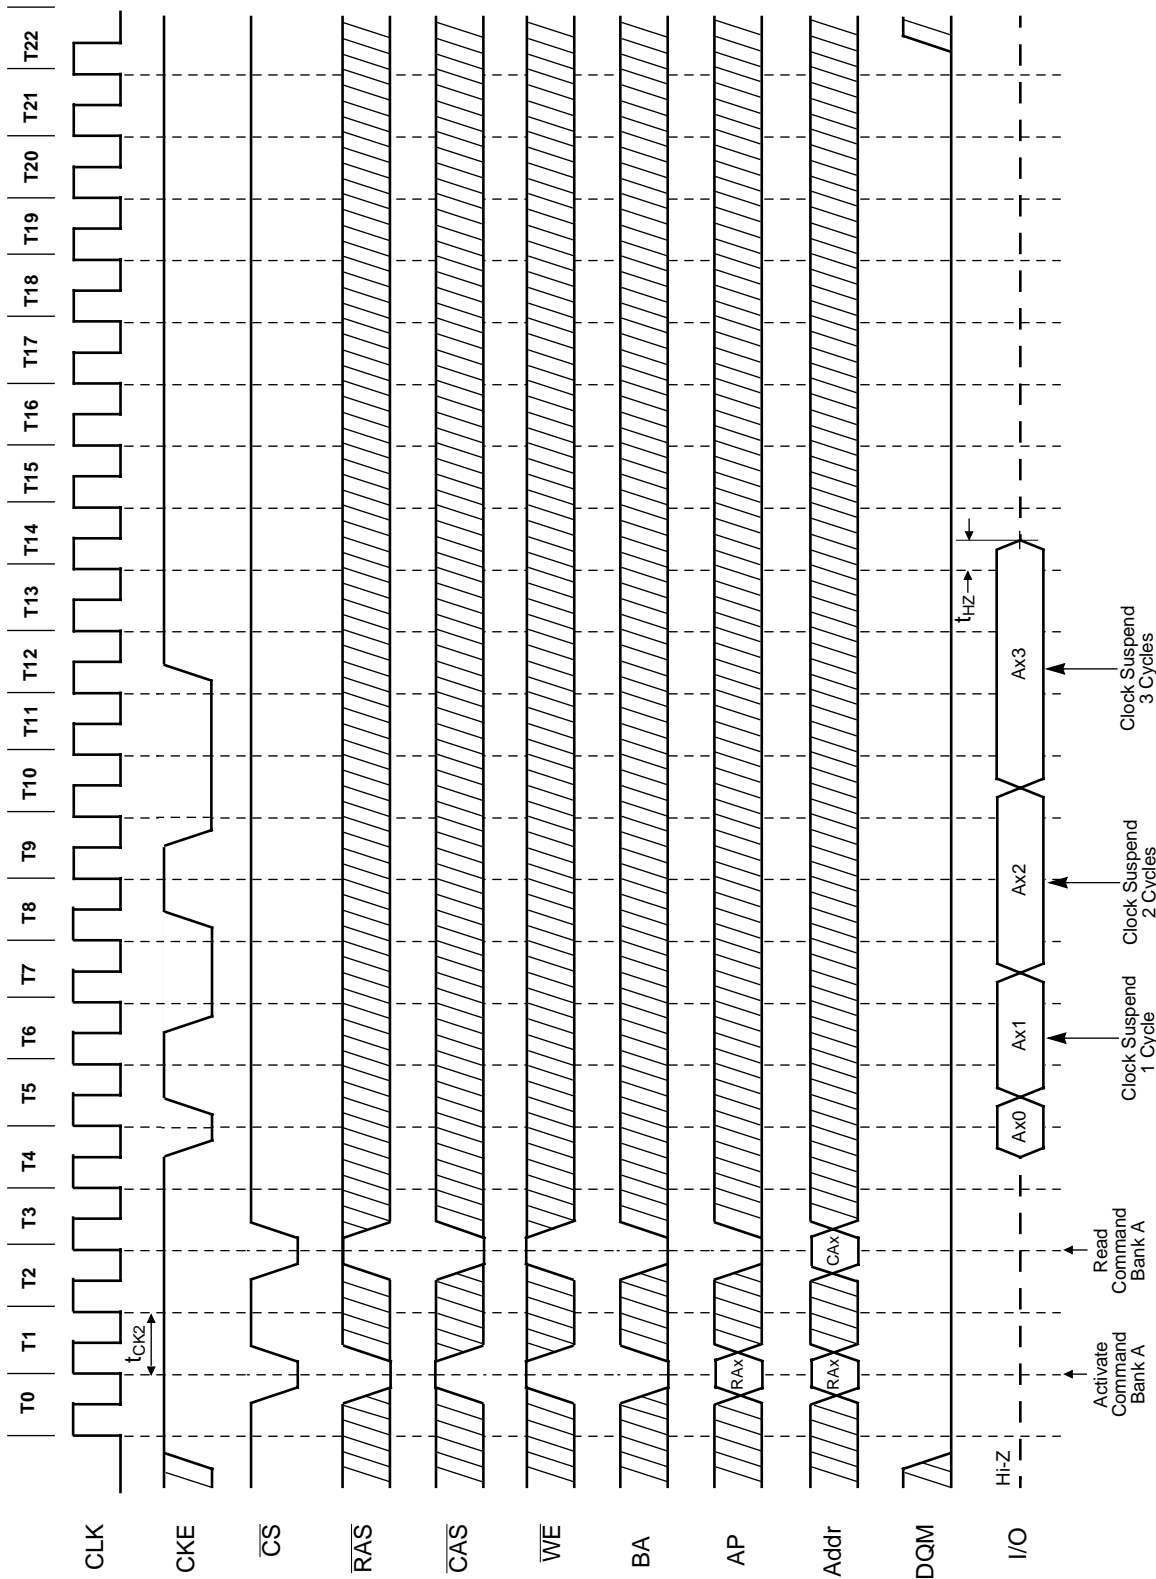 T0 T1 T2 T3 T4 T5 T6 T7 T8 T9 T10 T11 T12 T13 T14 T15 T16 T17 T18 T19 T20 T21 T22
CLK
tCK2
CKE
CS
RAS
CAS
WE
BA
AP
RAx
Addr
RAx CAx
DQM
tHZ
I/O
Hi-Z
Ax0 Ax1 Ax2 Ax3
Activate
Command
Bank A
Read
Command
Bank A
Clock Suspend
1 Cycle
Clock Suspend
2 Cycles
Clock Suspend
3 Cycles